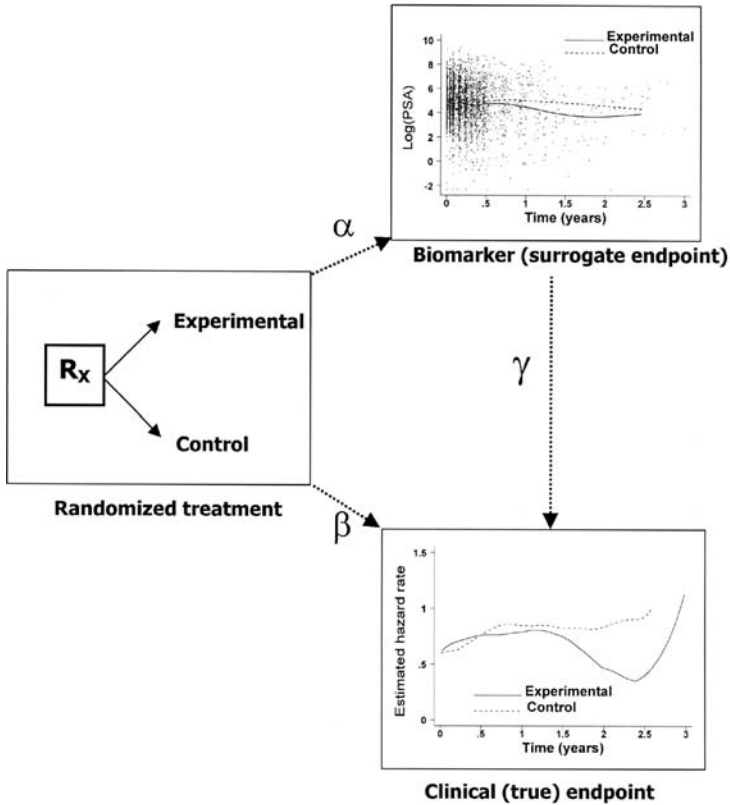 Experimental
Control
Log(PSA)
10
8
6
4
2
0
-2
0 .5 1 1.5 2 2.5 3
Time (years)
Biomarker (surrogate endpoint)
α
Rx
Experimental
Control
Randomized treatment
γ
β
Estimated hazard rate
1.5
1
.5
0
Experimental
Control
0 .5 1 1.5 2 2.5 3
Time (years)
Clinical (true) endpoint